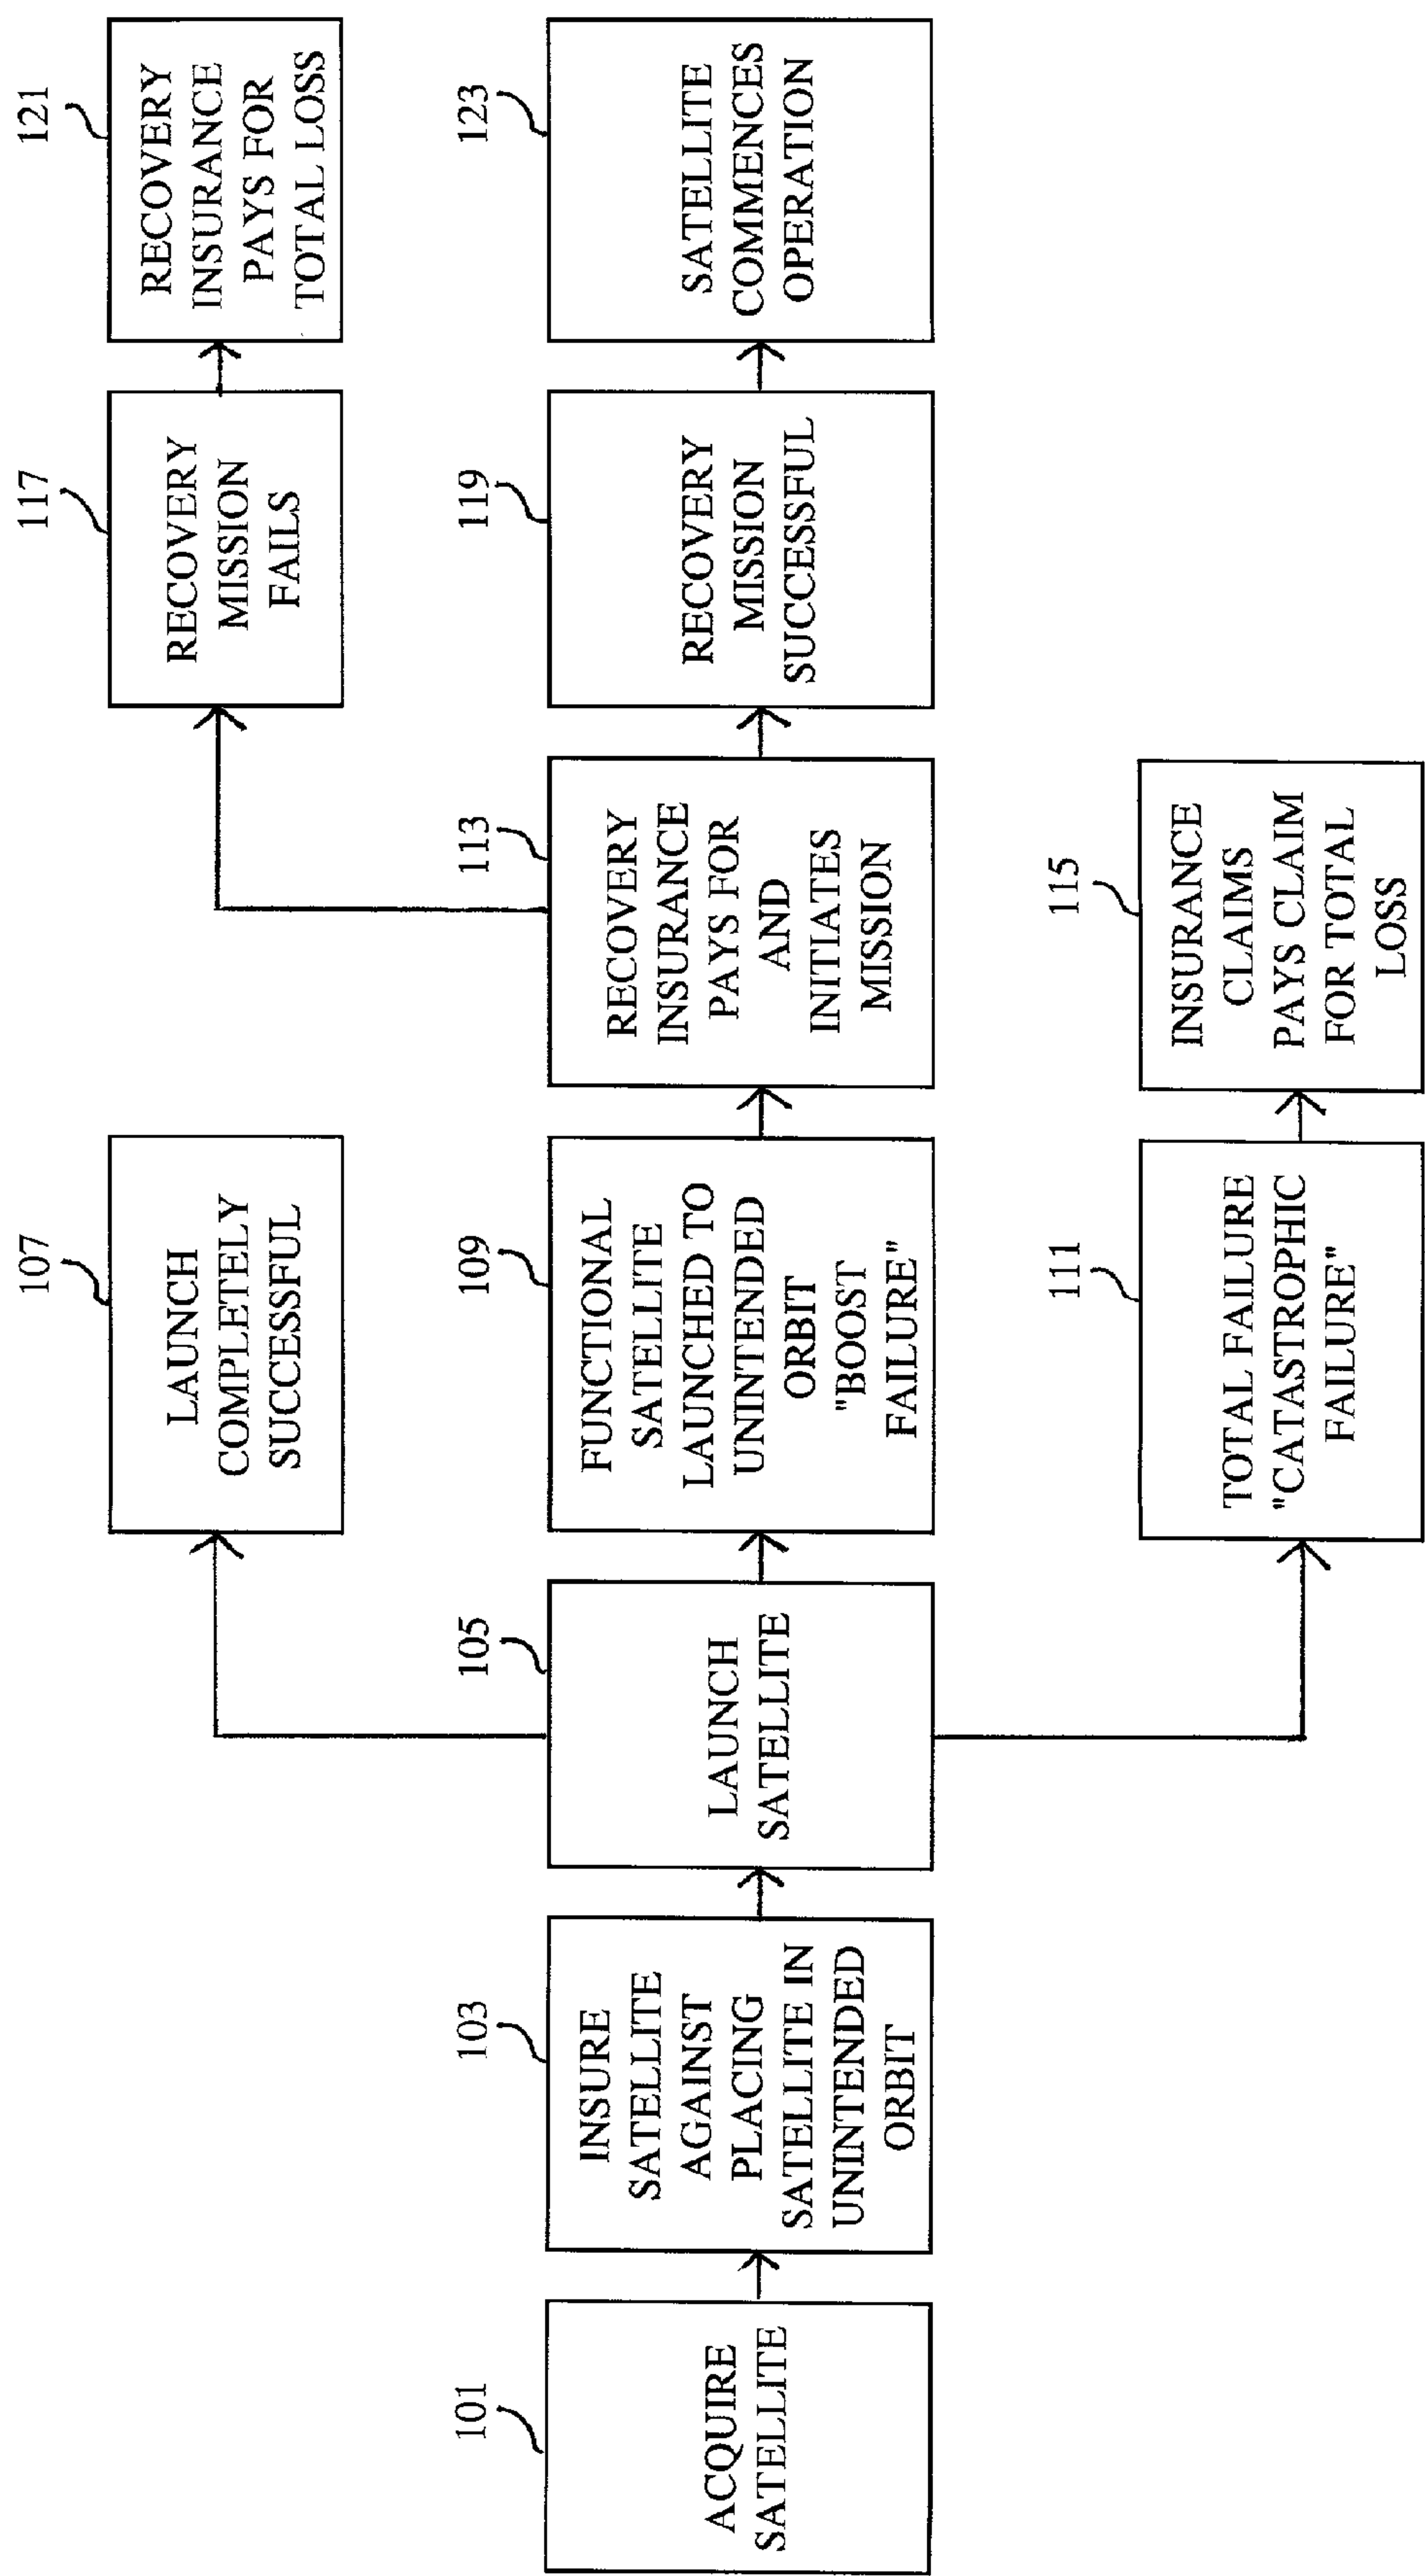 101
ACQUIRE
SATELLITE
103
INSURE
SATELLITE
AGAINST
PLACING
SATELLITE IN
UNINTENDED
ORBIT
105
LAUNCH
SATELLITE
107
LAUNCH
COMPLETELY
SUCCESSFUL
109
FUNCTIONAL
SATELLITE
LAUNCHED TO
UNINTENDED
ORBIT
"BOOST
FAILURE"
111
TOTAL FAILURE
"CATASTROPHIC
FAILURE"
113
RECOVERY
INSURANCE
PAYS FOR
AND
INITIATES
MISSION
115
INSURANCE
CLAIMS
PAYS CLAIM
FOR TOTAL
LOSS
117
RECOVERY
MISSION
FAILS
119
RECOVERY
MISSION
SUCCESSFUL
121
RECOVERY
INSURANCE
PAYS FOR
TOTAL LOSS
123
SATELLITE
COMMENCES
OPERATION